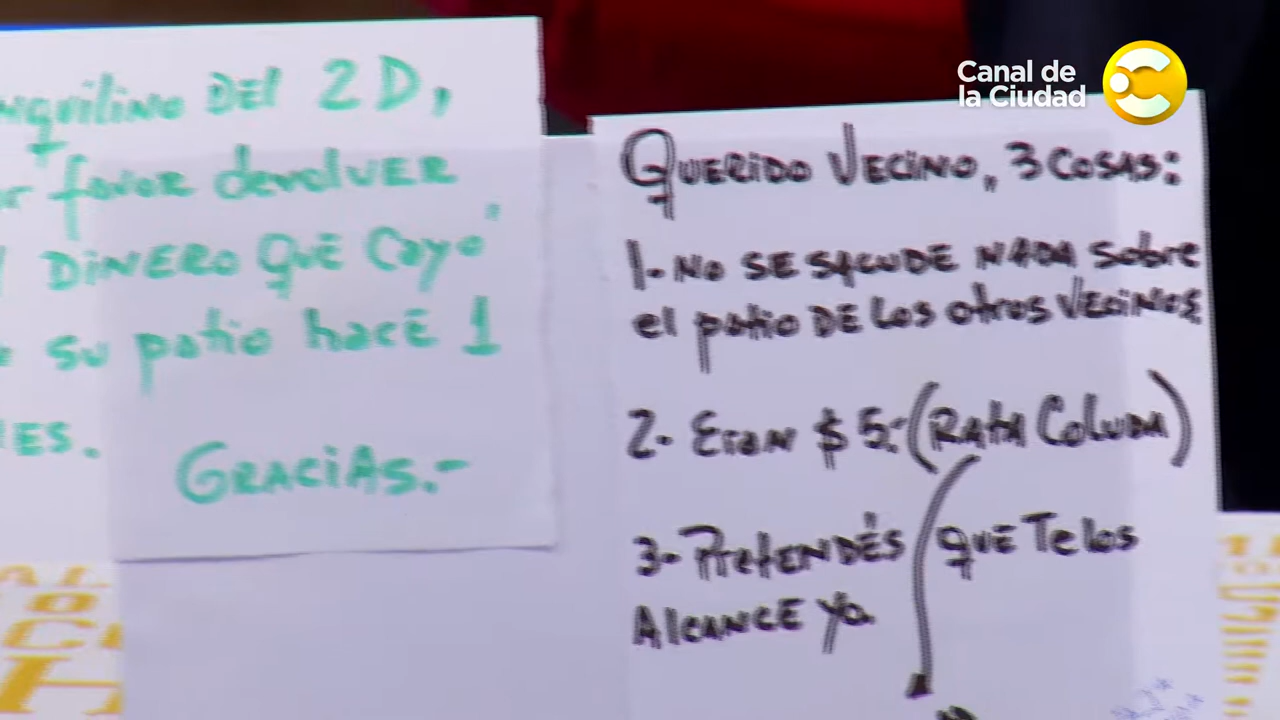 Canal de
la Ciudad
nquilino DEL 2D,
r favor devolVER
DINERO QUE Cayo
su patio hace 1
ES.
GRACiAS.-
QUERIDO VECINO, 3 COSAS:
1- No SE SACUDE NADA Sobre
el patio DE Los otros VECINOS
2- Eran $5.- (RATA ColUDA)
3- PretENDÉS QUE Te los
AlcANCE Yo.